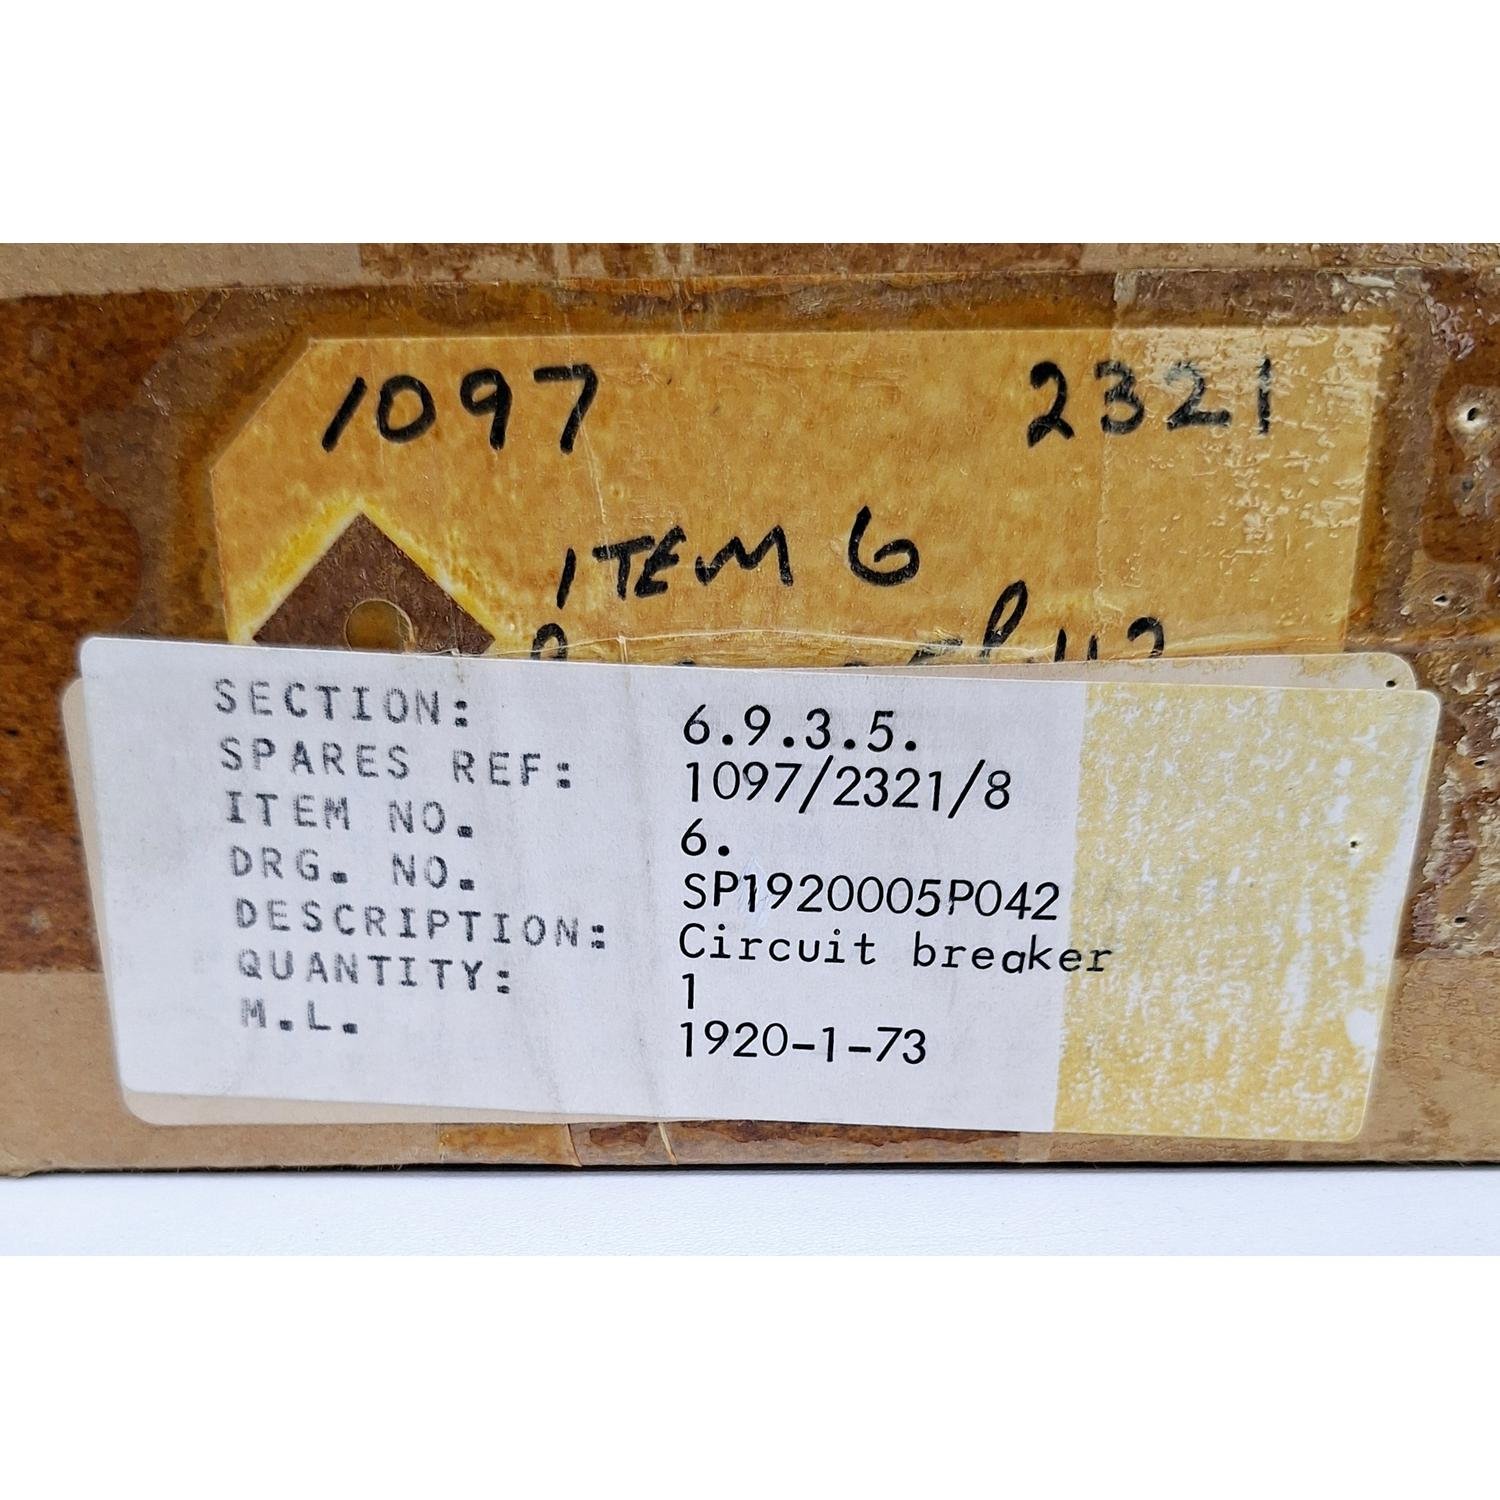 1097 2321
ITEM 6
SECTION: 6.9.3.5.
SPARES REF: 1097/2321/8
ITEM NO. 6.
DRG. NO. SP1920005P042
DESCRIPTION: Circuit breaker
QUANTITY: 1
M.L. 1920-1-73